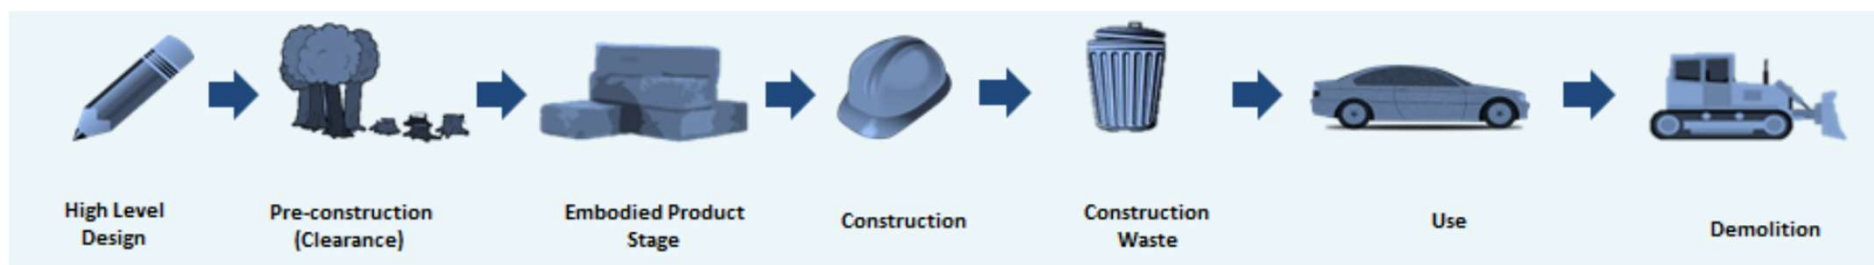 High Level
Design
Pre-construction
(Clearance)
Embodied Product
Stage
Construction
Construction
Waste
Use
Demolition